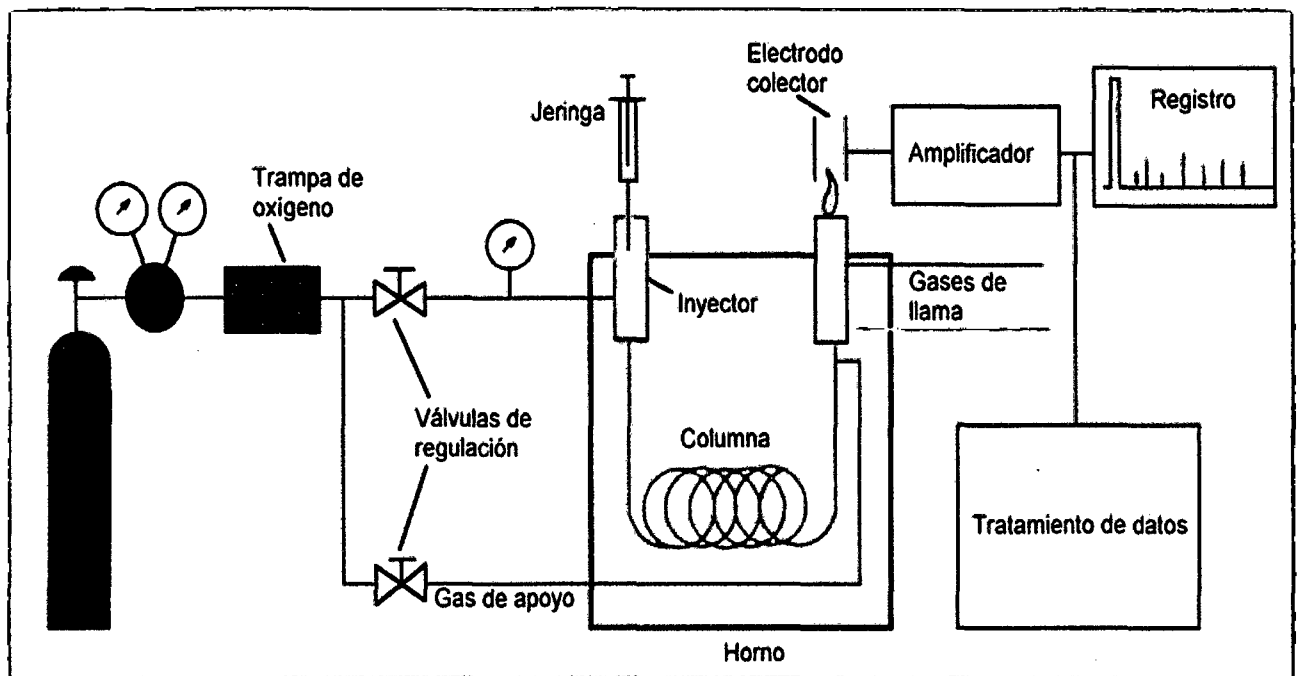 Electrodo
colector
Jeringa
Registro
Amplificador
Trampa de
oxigeno
Inyector
Gases de
llama
Válvulas de
regulación
Columna
Tratamiento de datos
Gas de apoyo
Horno